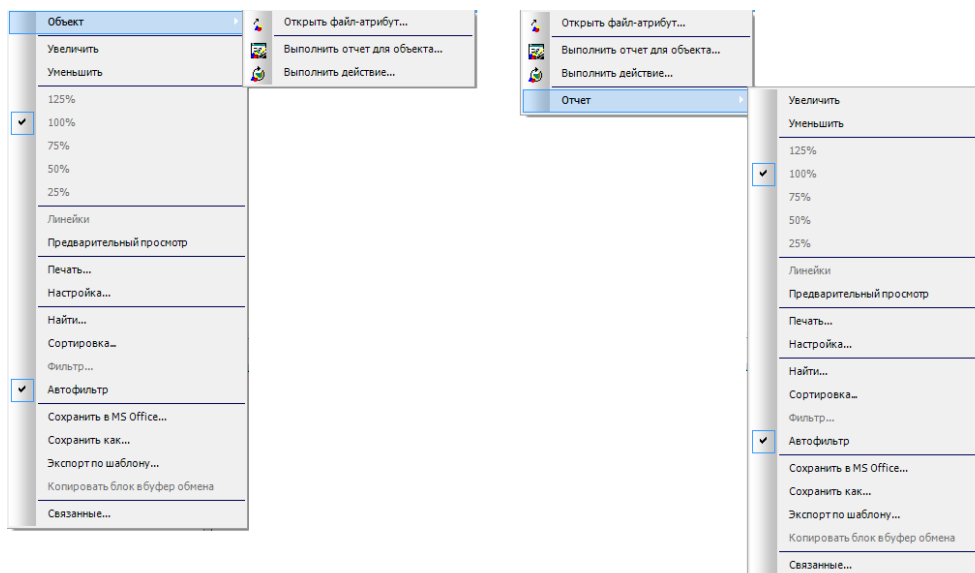 Объект
Увеличить
Уменьшить
125%
100%
75%
50%
25%
Линейки
Предварительный просмотр
Печать...
Настройка...
Найти...
Сортировка...
Фильтр...
Автофильтр
Сохранить в MS Office...
Сохранить как...
Экспорт по шаблону...
Копировать блок в буфер обмена
Связанные...
Открыть файл-атрибут...
Выполнить отчет для объекта...
Выполнить действие...
Открыть файл-атрибут...
Выполнить отчет для объекта...
Выполнить действие...
Отчет
Увеличить
Уменьшить
125%
100%
75%
50%
25%
Линейки
Предварительный просмотр
Печать...
Настройка...
Найти...
Сортировка...
Фильтр...
Автофильтр
Сохранить в MS Office...
Сохранить как...
Экспорт по шаблону...
Копировать блок в буфер обмена
Связанные...